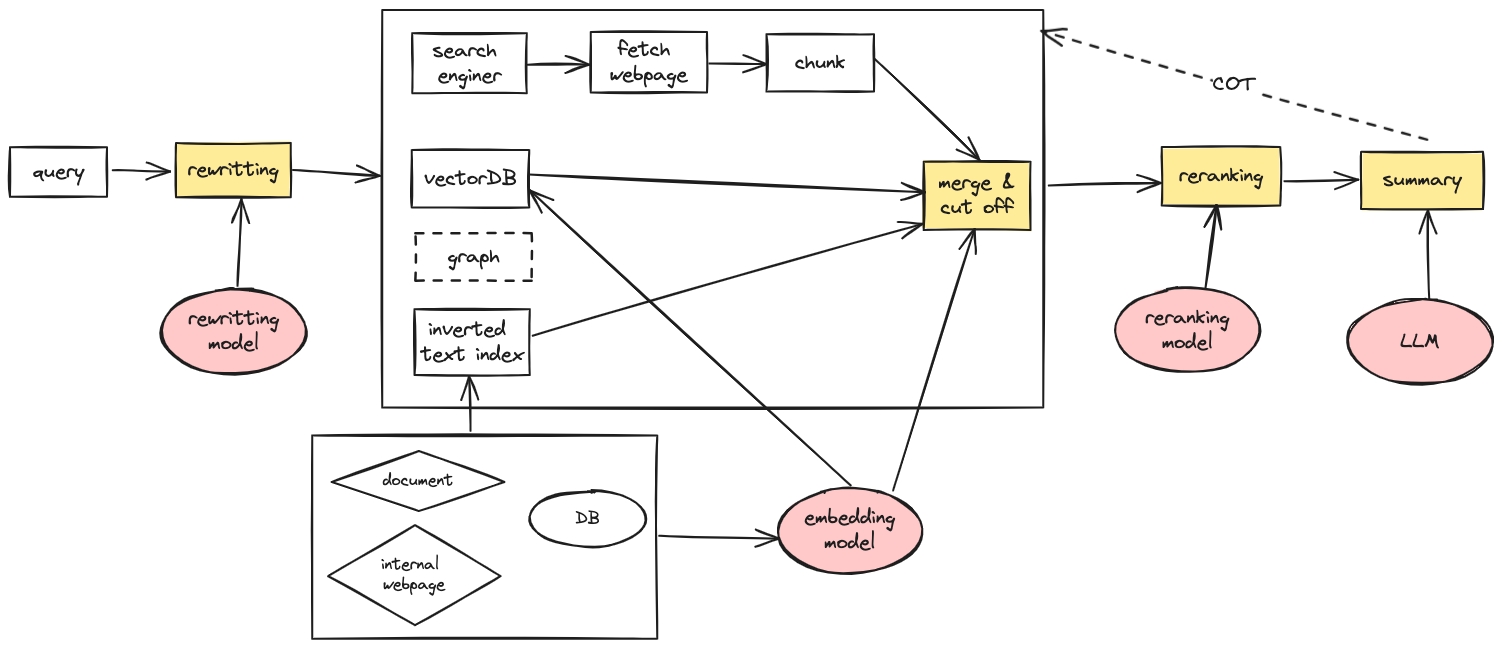 search
enginer
fetch
webpage
chunk
COT
query
rewritting
vectorDB
merge &
cut off
reranking
summary
graph
rewritting
model
inverted
text index
reranking
model
LLM
document
DB
embedding
model
internal
webpage